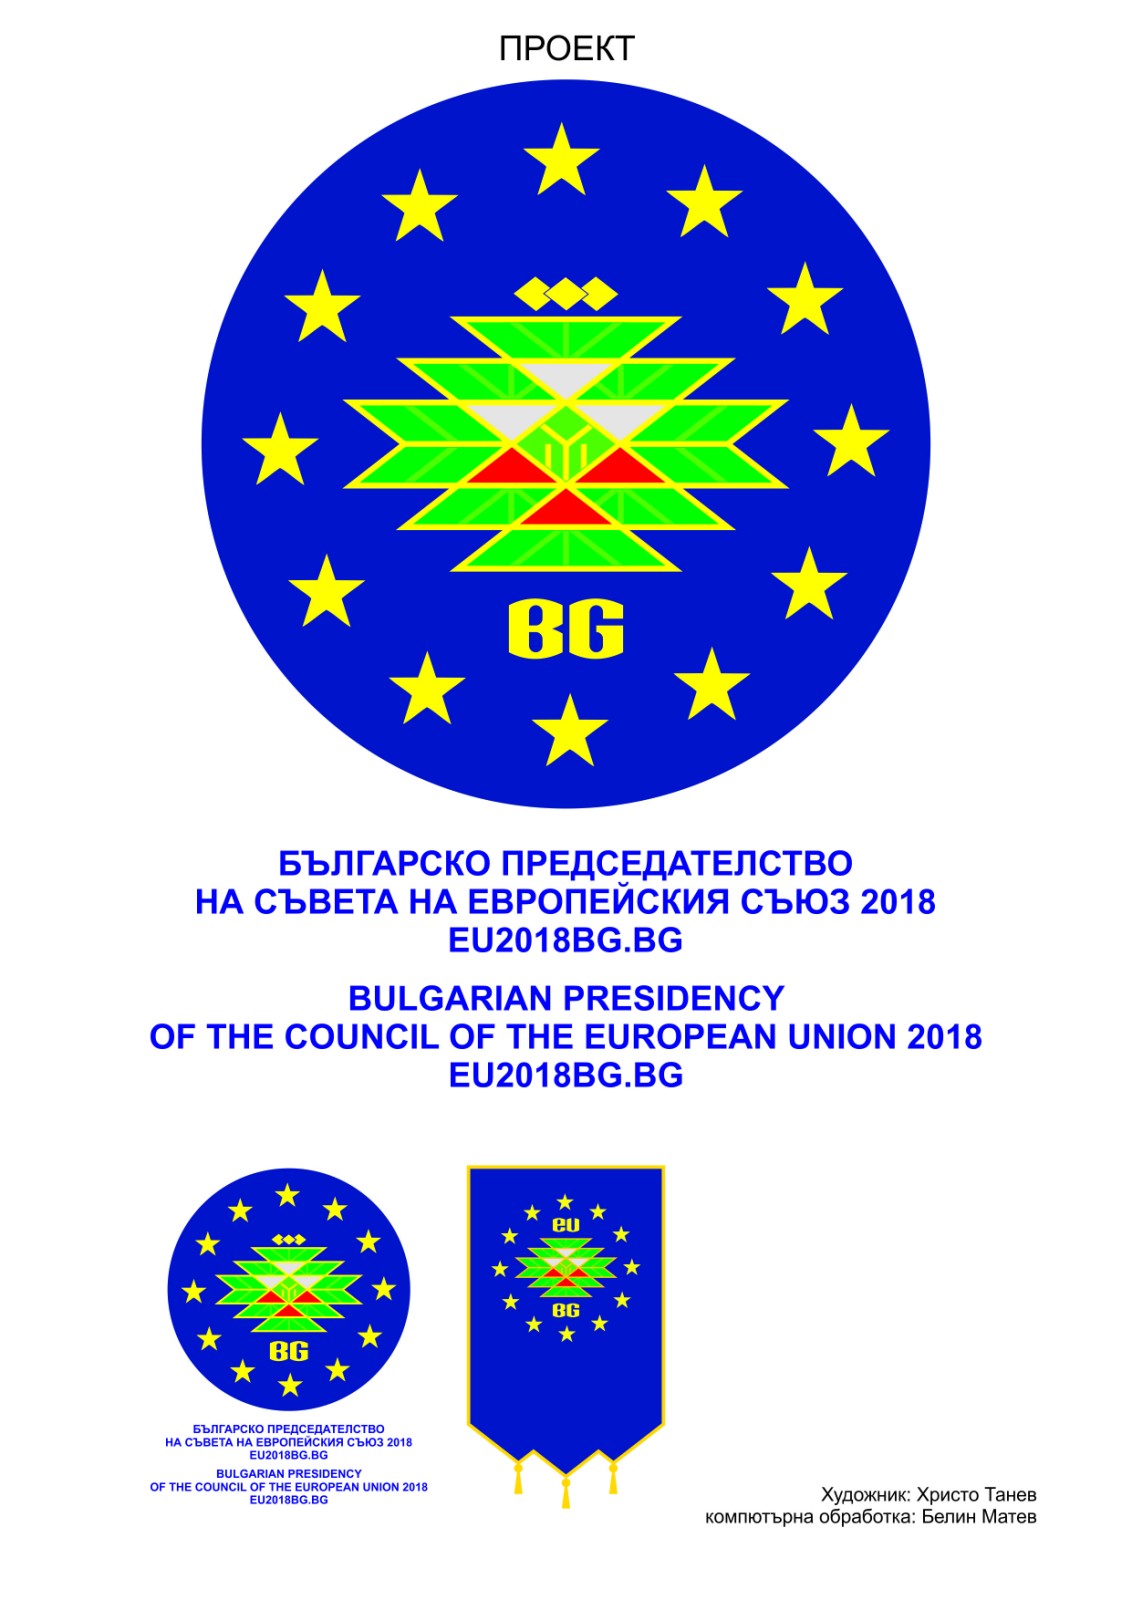 ПРОЕКТ
BG
БЪЛГАРСКО ПРЕДСЕДАТЕЛСТВО
НА СЪВЕТА НА ЕВРОПЕЙСКИЯ СЪЮЗ 2018
EU2018BG.BG
BULGARIAN PRESIDENCY
OF THE COUNCIL OF THE EUROPEAN UNION 2018
EU2018BG.BG
BG
БЪЛГАРСКО ПРЕДСЕДАТЕЛСТВО
НА СЪВЕТА НА ЕВРОПЕЙСКИЯ СЪЮЗ 2018
EU2018BG.BG
BULGARIAN PRESIDENCY
OF THE COUNCIL OF THE EUROPEAN UNION 2018
EU2018BG.BG
eU
BG
Художник: Христо Танев
компютърна обработка: Белин Матев